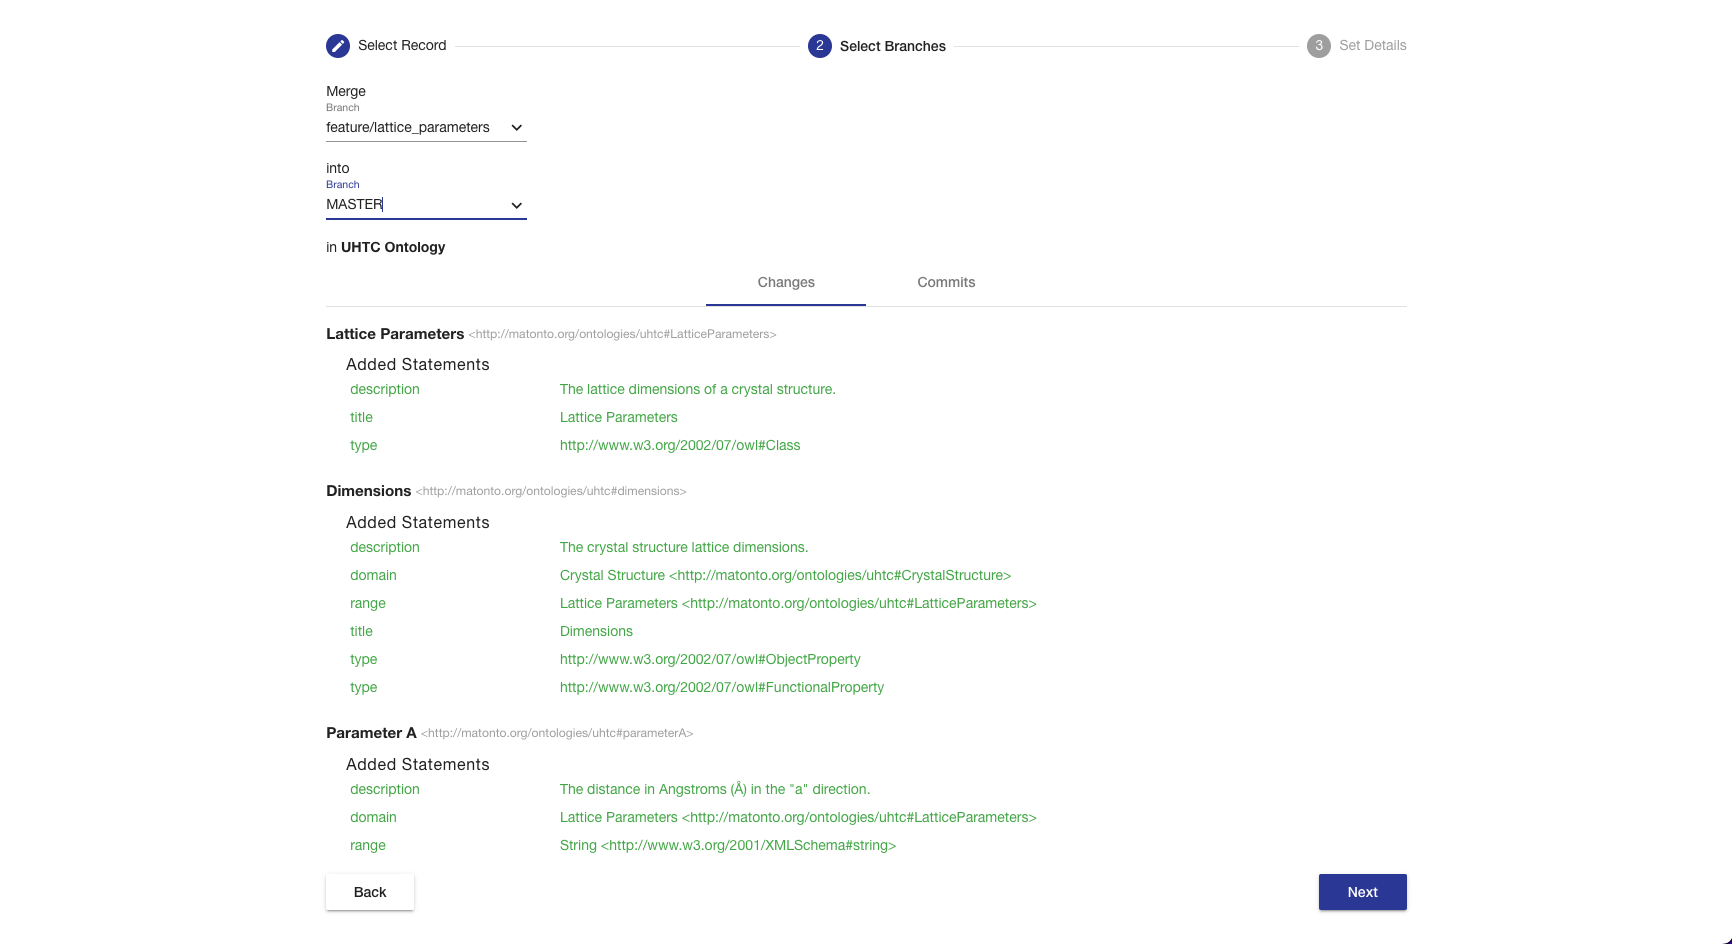 Select Record 2 Select Branches 3 Set Details
Merge
Branch
feature/lattice_parameters
into
Branch
MASTER
in UHTC Ontology
Changes Commits
Lattice Parameters <http://matonto.org/ontologies/uhtc#LatticeParameters>
Added Statements
description The lattice dimensions of a crystal structure.
title Lattice Parameters
type http://www.w3.org/2002/07/owl#Class
Dimensions <http://matonto.org/ontologies/uhtc#dimensions>
Added Statements
description The crystal structure lattice dimensions.
domain Crystal Structure <http://matonto.org/ontologies/uhtc#CrystalStructure>
range Lattice Parameters <http://matonto.org/ontologies/uhtc#LatticeParameters>
title Dimensions
type http://www.w3.org/2002/07/owl#ObjectProperty
type http://www.w3.org/2002/07/owl#FunctionalProperty
Parameter A <http://matonto.org/ontologies/uhtc#parameterA>
Added Statements
description The distance in Angstroms (Å) in the "a" direction.
domain Lattice Parameters <http://matonto.org/ontologies/uhtc#LatticeParameters>
range String <http://www.w3.org/2001/XMLSchema#string>
Back Next